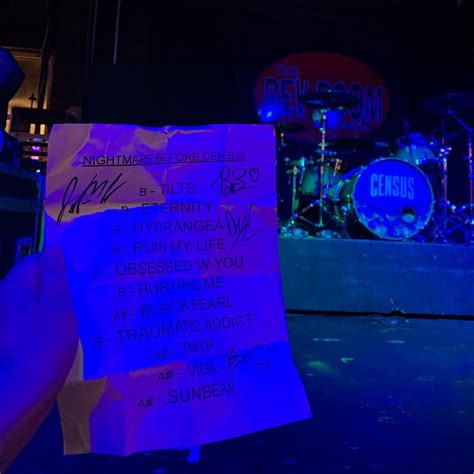 NIGHTMARE BEFORE CENSUS
B - TILTS
B - ETERNITY
B - HYDRANGEA
B - RUIN MY LIFE
B - OBSESSED W YOU
B - HURTING ME
A# - BLACK PEARL
B - TRAUMATIC ADDICT
A# - TMYP
A# - VIGIL
A# - SUNBEAM
THE
REV ROOM
CENSUS